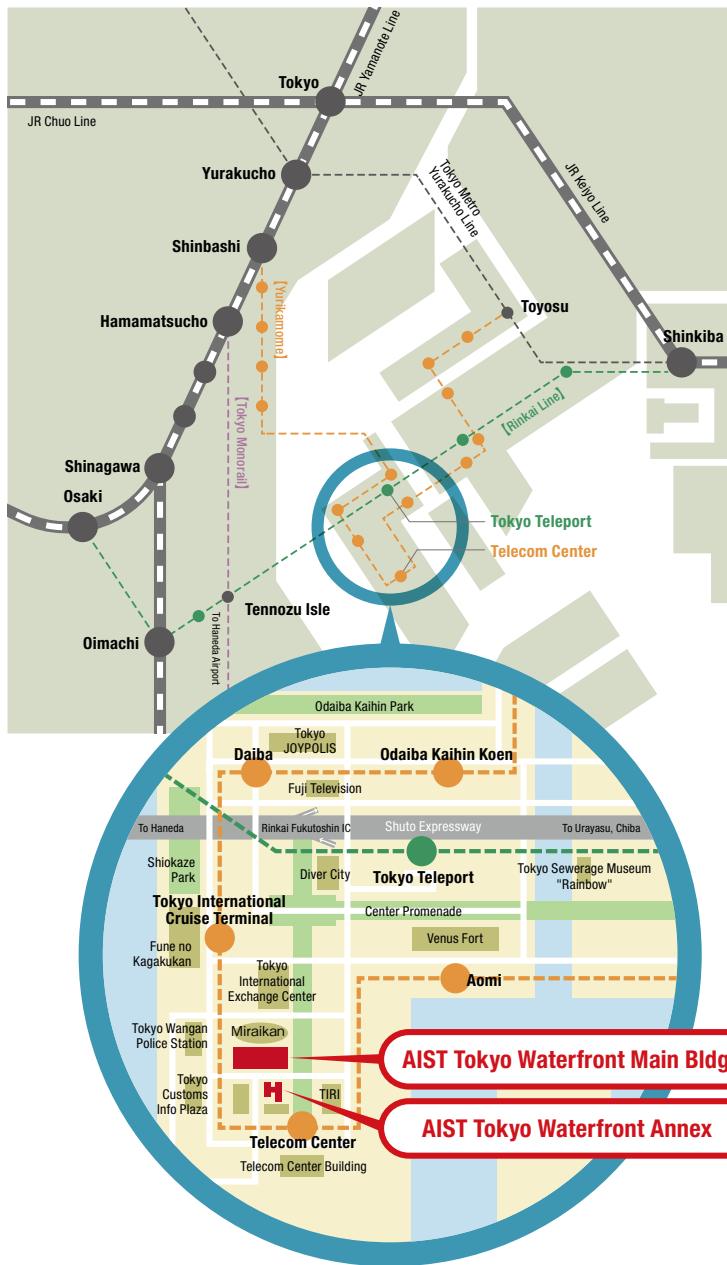 JR Yamanote Line
Tokyo
JR Chuo Line
Yurakucho
Tokyo Metro
Yurakucho Line
JR Keiyo Line
Shinbashi
【Yurikamome】
Hamamatsucho
Toyosu
Shinkiba
【Tokyo Monorail】
【Rinkai Line】
Shinagawa
Osaki
Tokyo Teleport
Telecom Center
Tennozu Isle
Oimachi
To Haneda Airport
Odaiba Kaihin Park
Tokyo
JOYPOLIS
Daiba
Odaiba Kaihin Koen
Fuji Television
To Haneda
Rinkai Fukutoshin IC
Shuto Expressway
To Urayasu, Chiba
Shiokaze
Park
Diver City
Tokyo Teleport
Tokyo Sewerage Museum
"Rainbow"
Tokyo International
Cruise Terminal
Center Promenade
Fune no
Kagakukan
Venus Fort
Tokyo
International
Exchange Center
Aomi
Tokyo Wangan
Police Station
Miraikan
AIST Tokyo Waterfront Main Bldg
Tokyo
Customs
Info Plaza
TIRI
AIST Tokyo Waterfront Annex
Telecom Center
Telecom Center Building